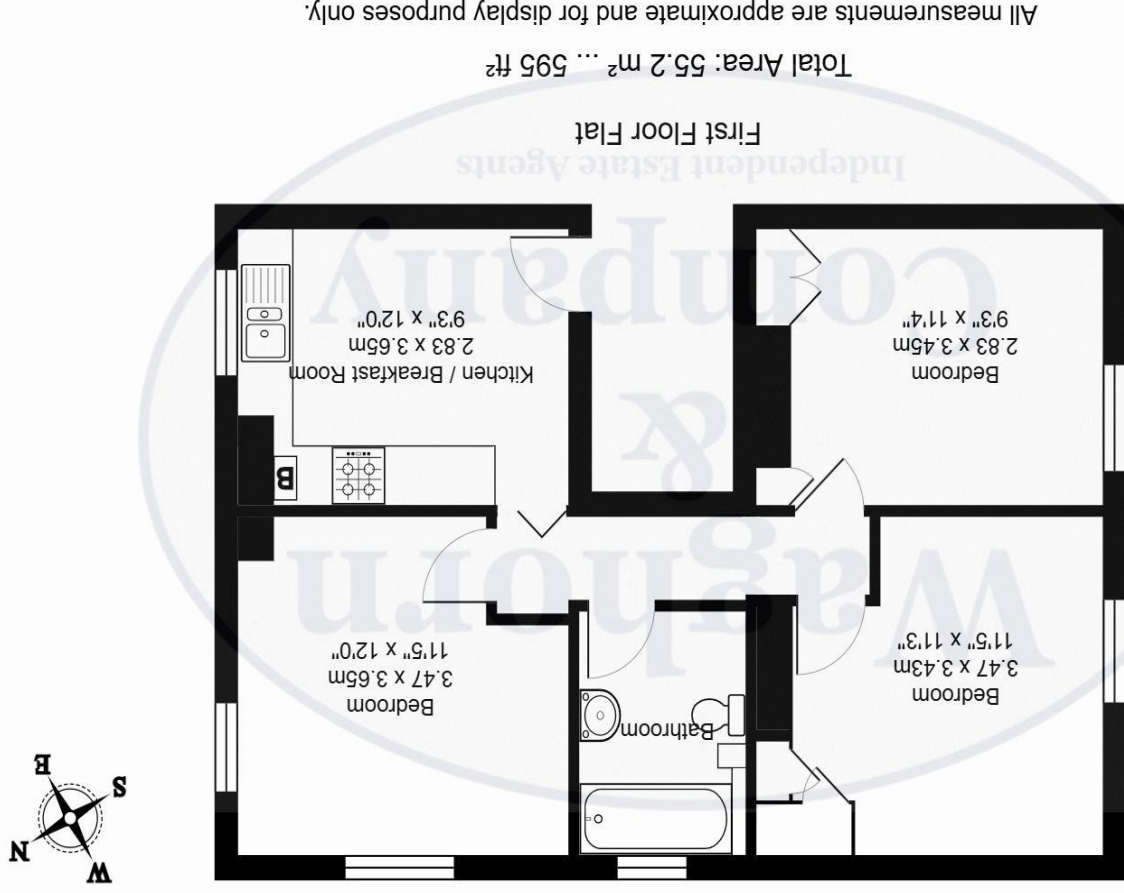 Bedroom
3.47 x 3.43m
11'5" x 11'3"
Bathroom
Bedroom
3.47 x 3.65m
11'5" x 12'0"
Bedroom
2.83 x 3.45m
9'3" x 11'4"
Kitchen / Breakfast Room
2.83 x 3.65m
9'3" x 12'0"
B
W
N
S
E
Waghorn
&
Company
Independent Estate Agents
First Floor Flat
Total Area: 55.2 m² ... 595 ft²
All measurements are approximate and for display purposes only.